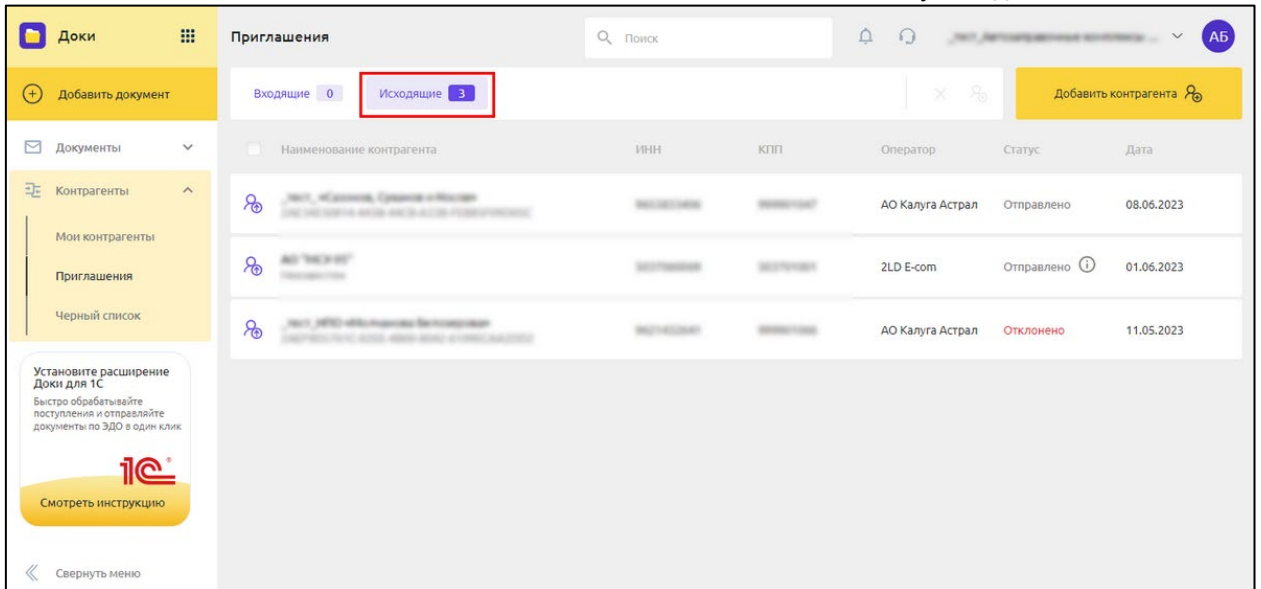 Доки
Приглашения
Поиск
АБ
Добавить документ
Входящие 0
Исходящие 3
Добавить контрагента
Документы
Наименование контрагента ИНН КПП Оператор Статус Дата
Контрагенты
АО Калуга Астрал Отправлено 08.06.2023
Мои контрагенты
Приглашения
2LD E-com Отправлено 01.06.2023
Черный список
АО Калуга Астрал Отклонено 11.05.2023
Установите расширение
Доки для 1С
Быстро обрабатывайте
поступления и отправляйте
документы по ЭДО в один клик
1С
Смотреть инструкцию
Свернуть меню